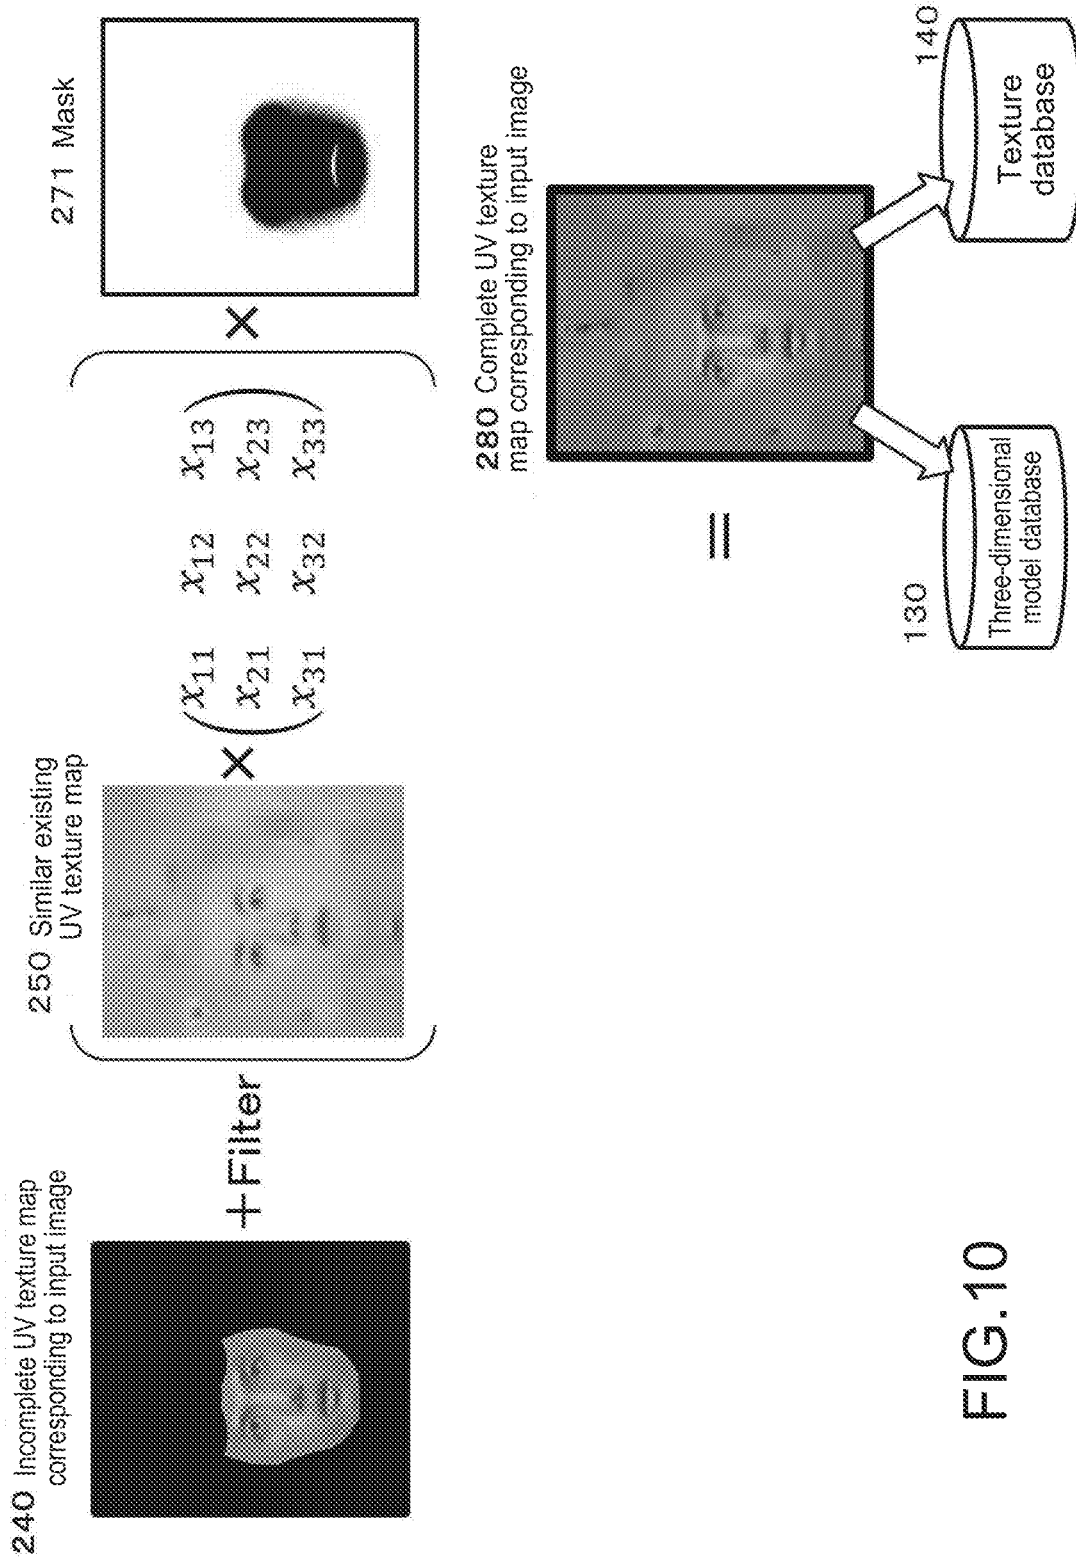 240 Incomplete UV texture map
corresponding to input image
+Filter
250 Similar existing
UV texture map
×
x11 x12 x13
x21 x22 x23
x31 x32 x33
×
271 Mask
=
280 Complete UV texture
map corresponding to input image
130
Three-dimensional
model database
140
Texture
database
FIG.10